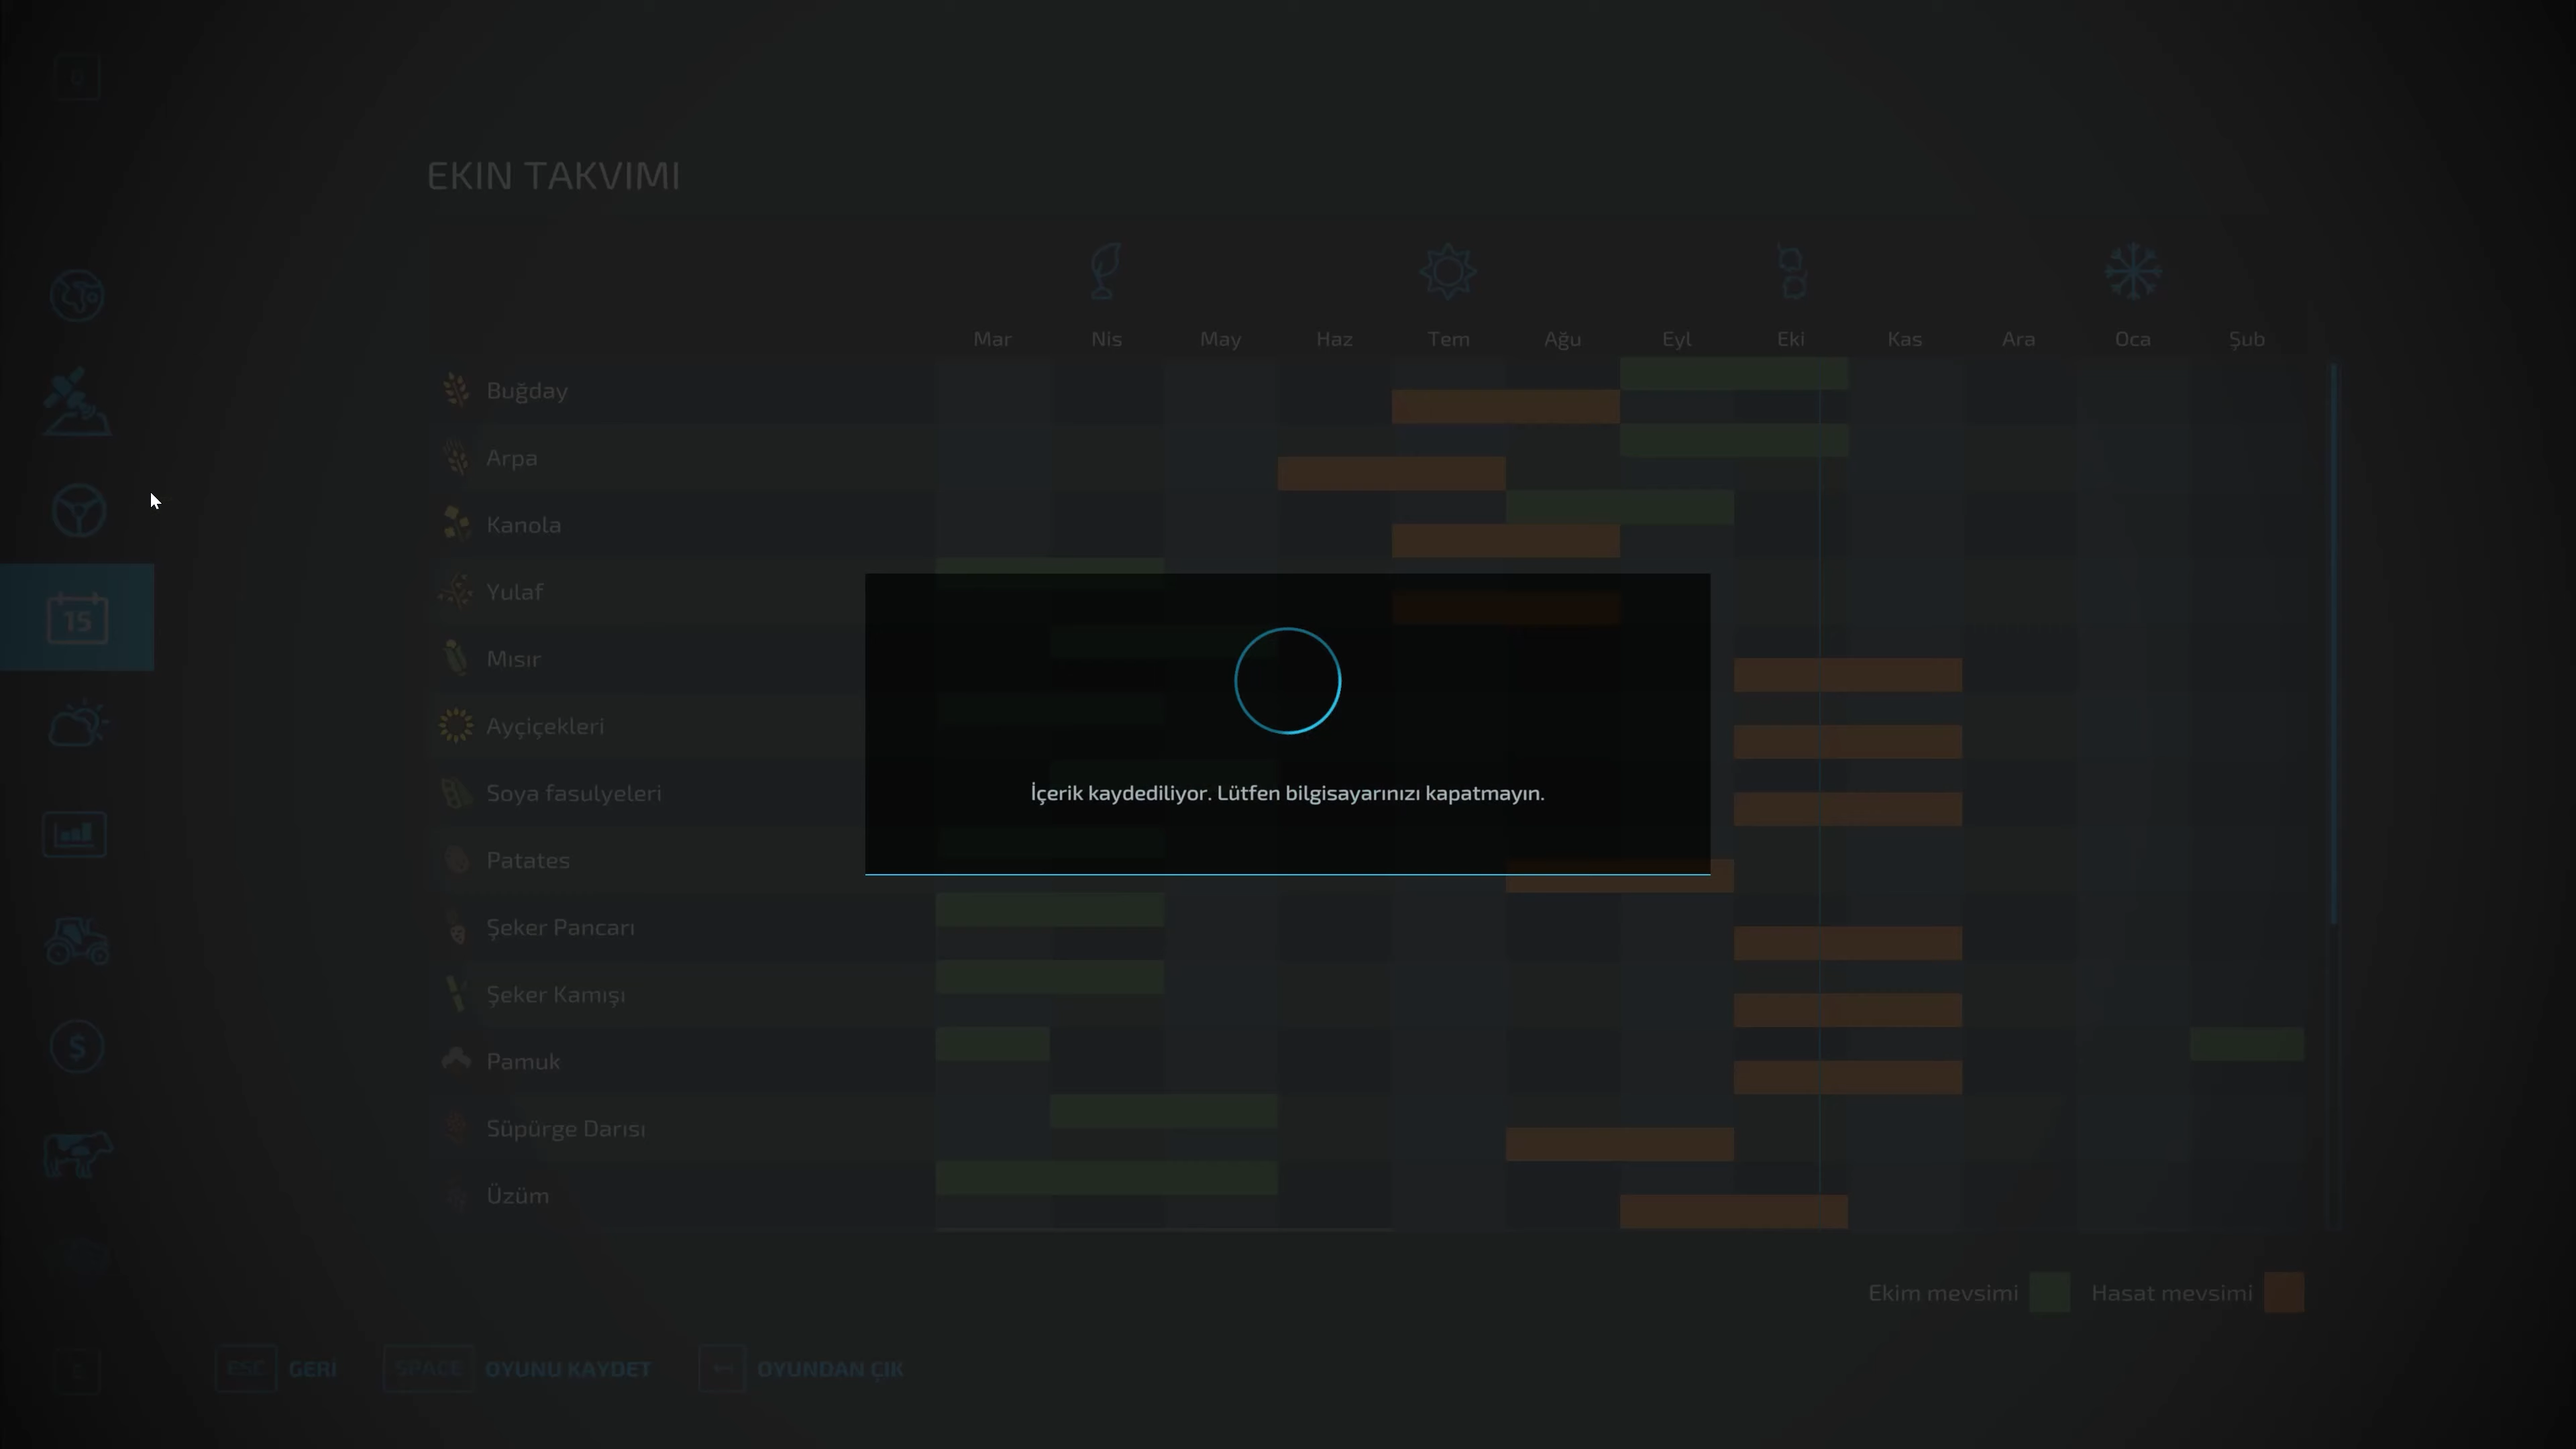 EKIN TAKVIMI
Mar Nis May Haz Tem Ağu Eyl Eki Kas Ara Oca Şub
Buğday
Arpa
Kanola
Yulaf
Mısır
Ayçiçekleri
Soya fasulyeleri
Patates
Şeker Pancarı
Şeker Kamışı
Pamuk
Süpürge Darısı
Üzüm
15
$
İçerik kaydediliyor. Lütfen bilgisayarınızı kapatmayın.
Ekim mevsimi Hasat mevsimi
ESC GERİ SPACE OYUNU KAYDET OYUNDAN ÇIK